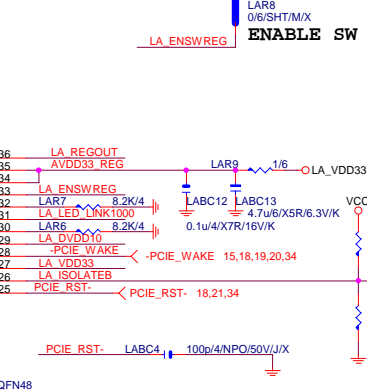 LAR8
0/6/SHT/M/X
LA_ENSWREG
ENABLE SW
36 LA_REGOUT
35 AVDD33_REG
34
LAR9 1/6
LA_VDD33
33 LA_ENSWREG
32 LAR7 8.2K/4
LABC12 LABC13
4.7u/6/X5R/6.3V/K
0.1u/4/X7R/16V/K
VCC
31 LA_LED_LINK1000
30 LAR6 8.2K/4
29 LA_DVDD10
28 -PCIE_WAKE
-PCIE_WAKE 15,18,19,20,34
27 LA_VDD33
26 LA_ISOLATEB
25 PCIE_RST-
PCIE_RST- 18,21,34
PCIE_RST- LABC4 100p/4/NPO/50V/J/X
QFN48